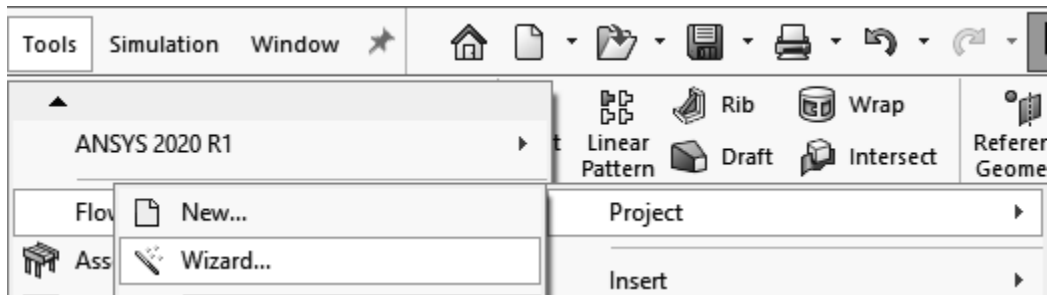 Tools Simulation Window
Rib Wrap
ANSYS 2020 R1 Linear Draft Intersect
Pattern
New... Project
Wizard... Insert